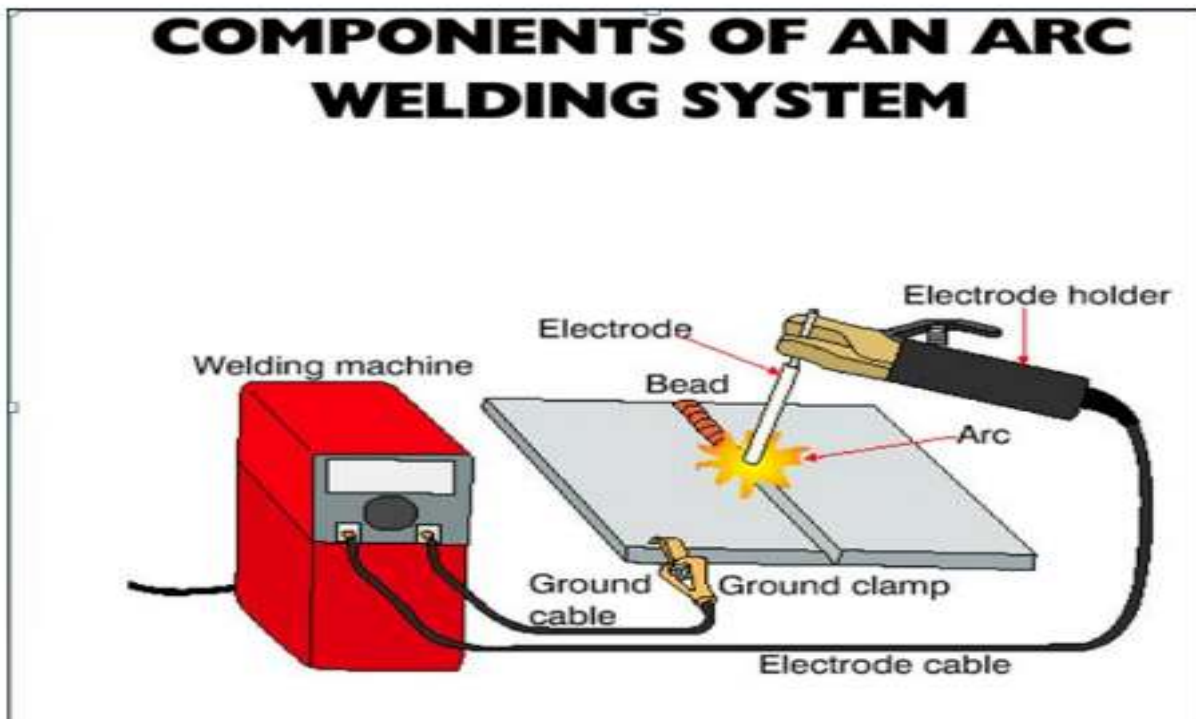 COMPONENTS OF AN ARC
WELDING SYSTEM
Electrode holder
Electrode
Welding machine
Bead
Arc
Ground
cable
Ground clamp
Electrode cable